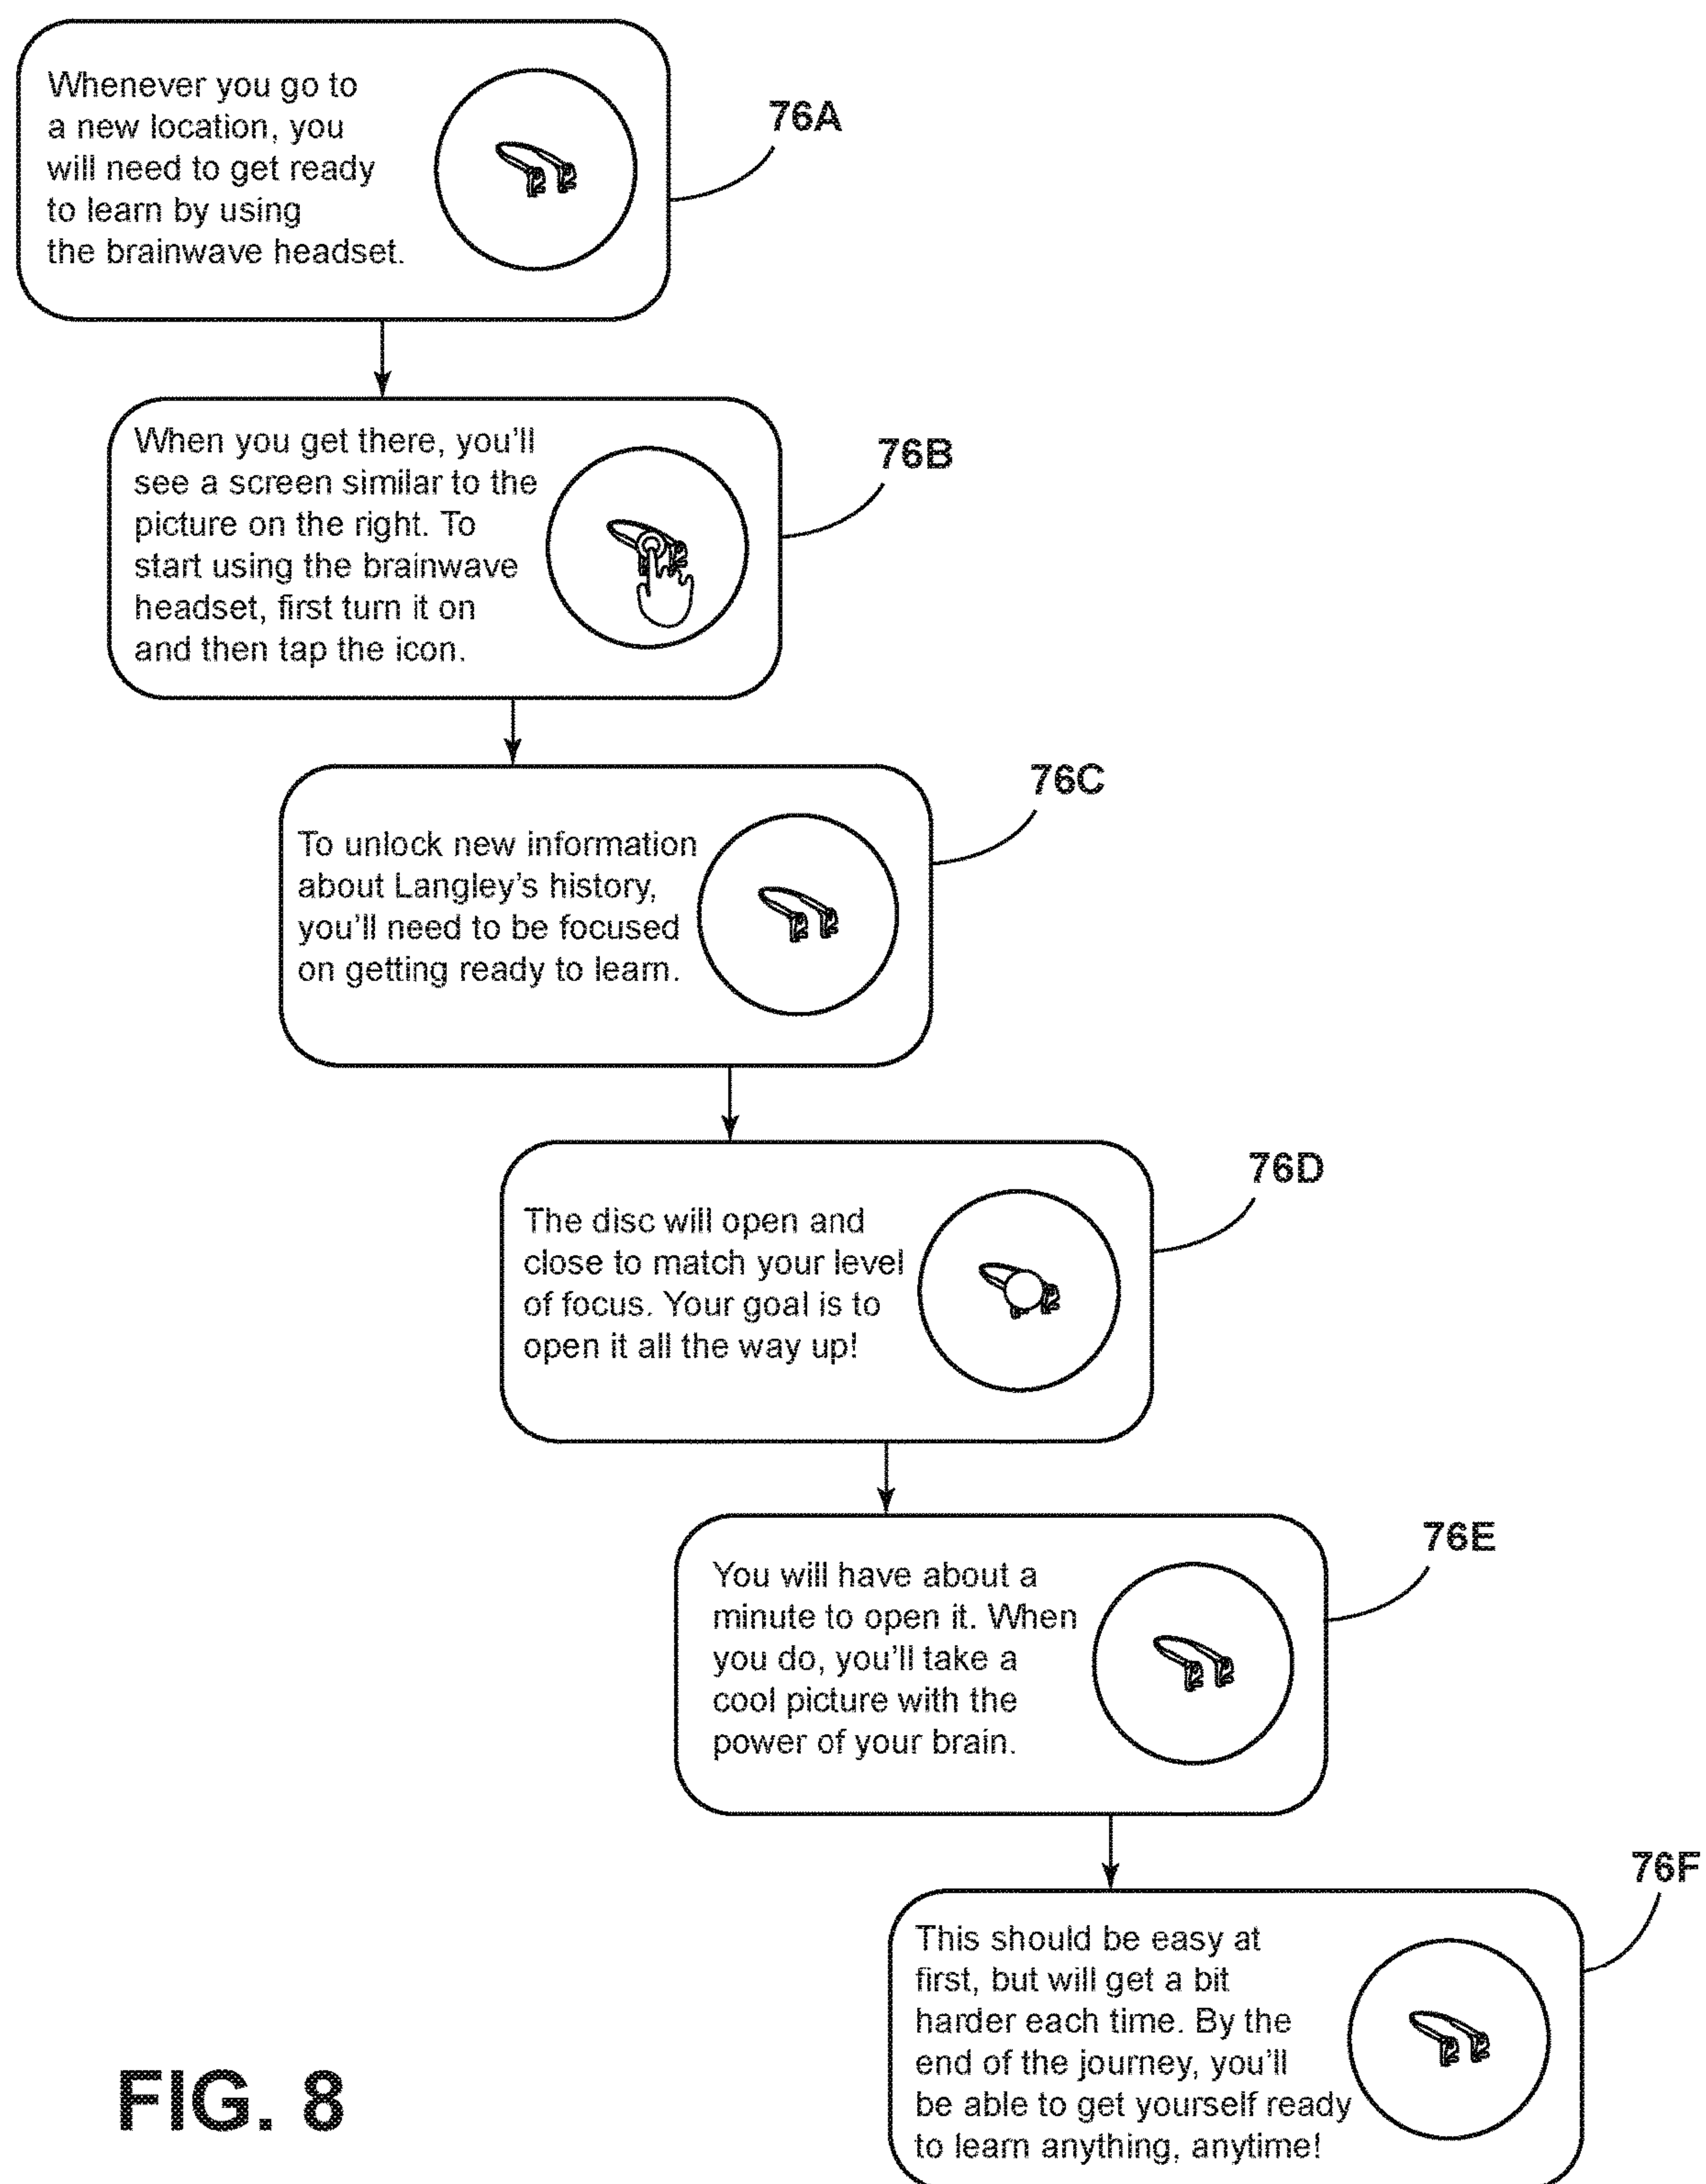 Whenever you go to
a new location, you
will need to get ready
to learn by using
the brainwave headset.
76A
When you get there, you'll
see a screen similar to the
picture on the right. To
start using the brainwave
headset, first turn it on
and then tap the icon.
76B
To unlock new information
about Langley's history,
you'll need to be focused
on getting ready to learn.
76C
The disc will open and
close to match your level
of focus. Your goal is to
open it all the way up!
76D
You will have about a
minute to open it. When
you do, you'll take a
cool picture with the
power of your brain.
76E
This should be easy at
first, but will get a bit
harder each time. By the
end of the journey, you'll
be able to get yourself ready
to learn anything, anytime!
76F
FIG. 8